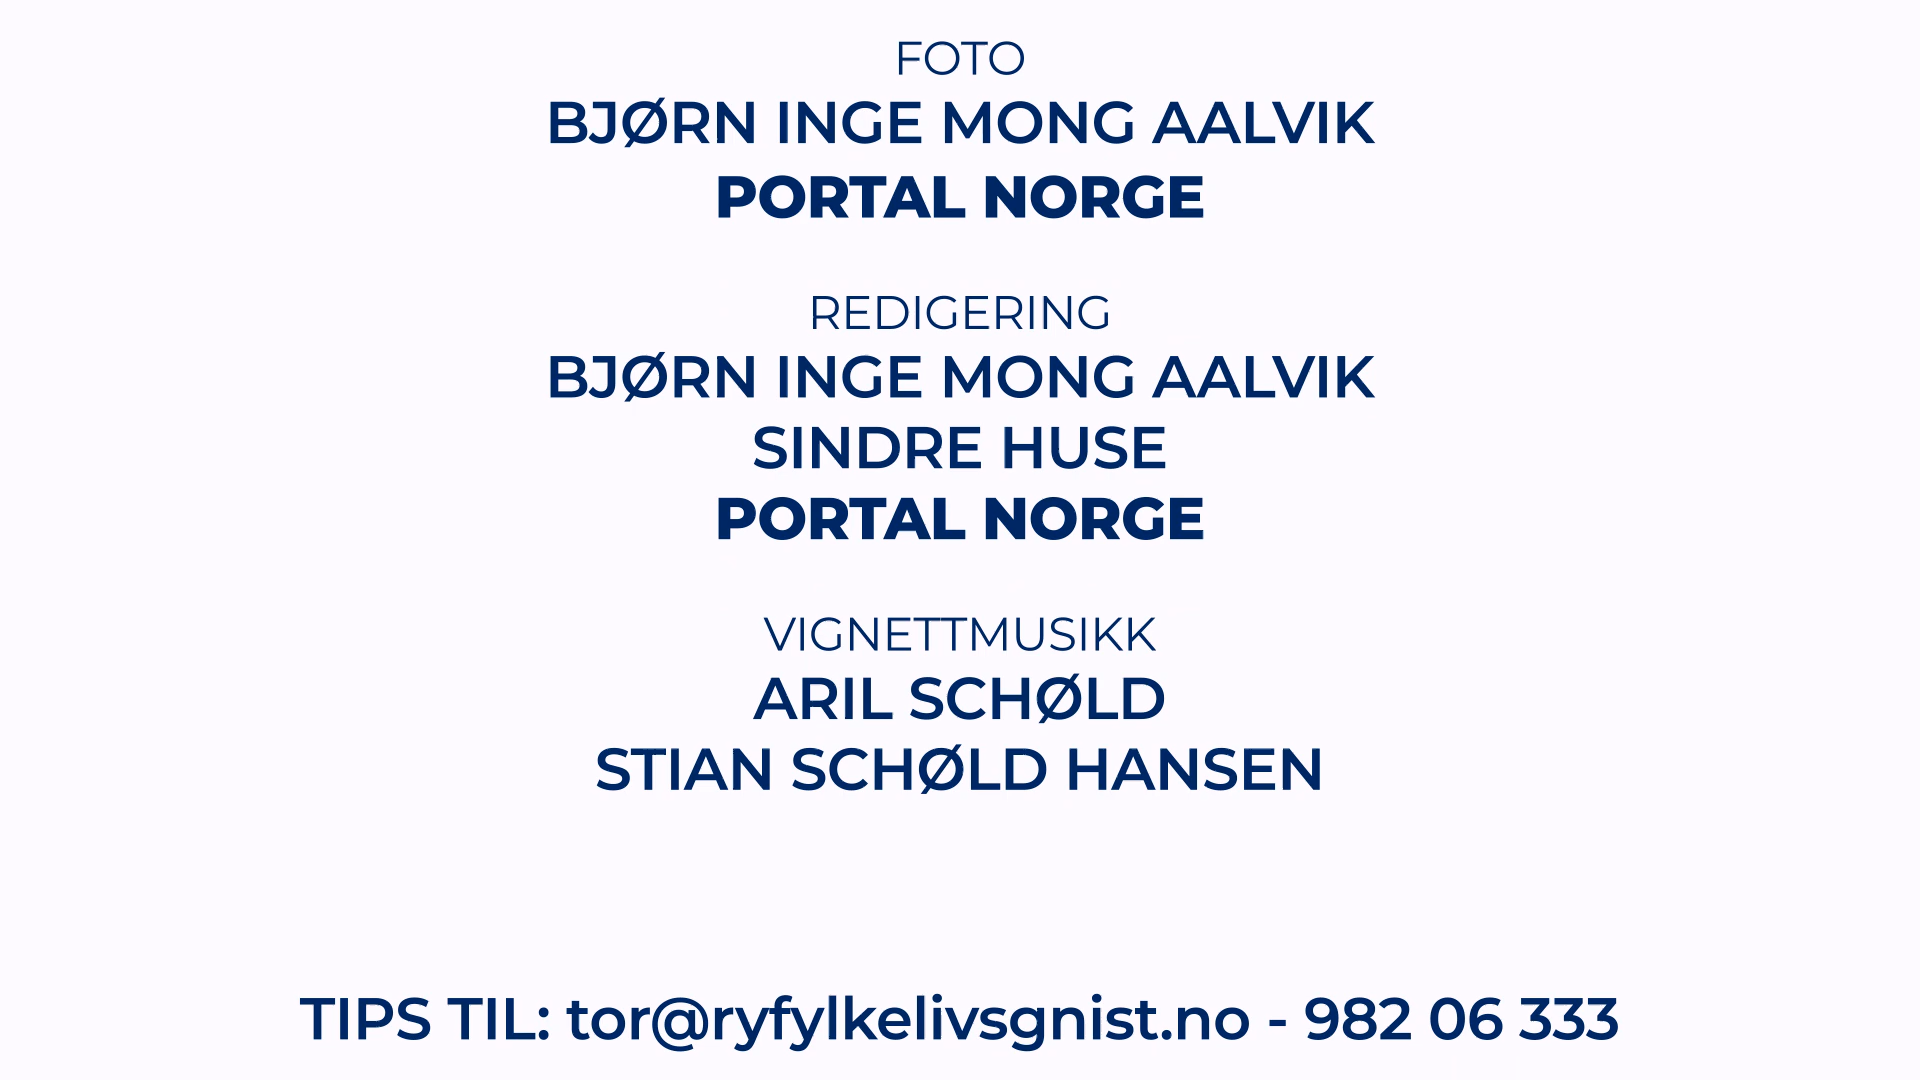 FOTO
BJØRN INGE MONG AALVIK
PORTAL NORGE
REDIGERING
BJØRN INGE MONG AALVIK
SINDRE HUSE
PORTAL NORGE
VIGNETTMUSIKK
ARIL SCHØLD
STIAN SCHØLD HANSEN
TIPS TIL: tor@ryfylkelivsgnist.no - 982 06 333